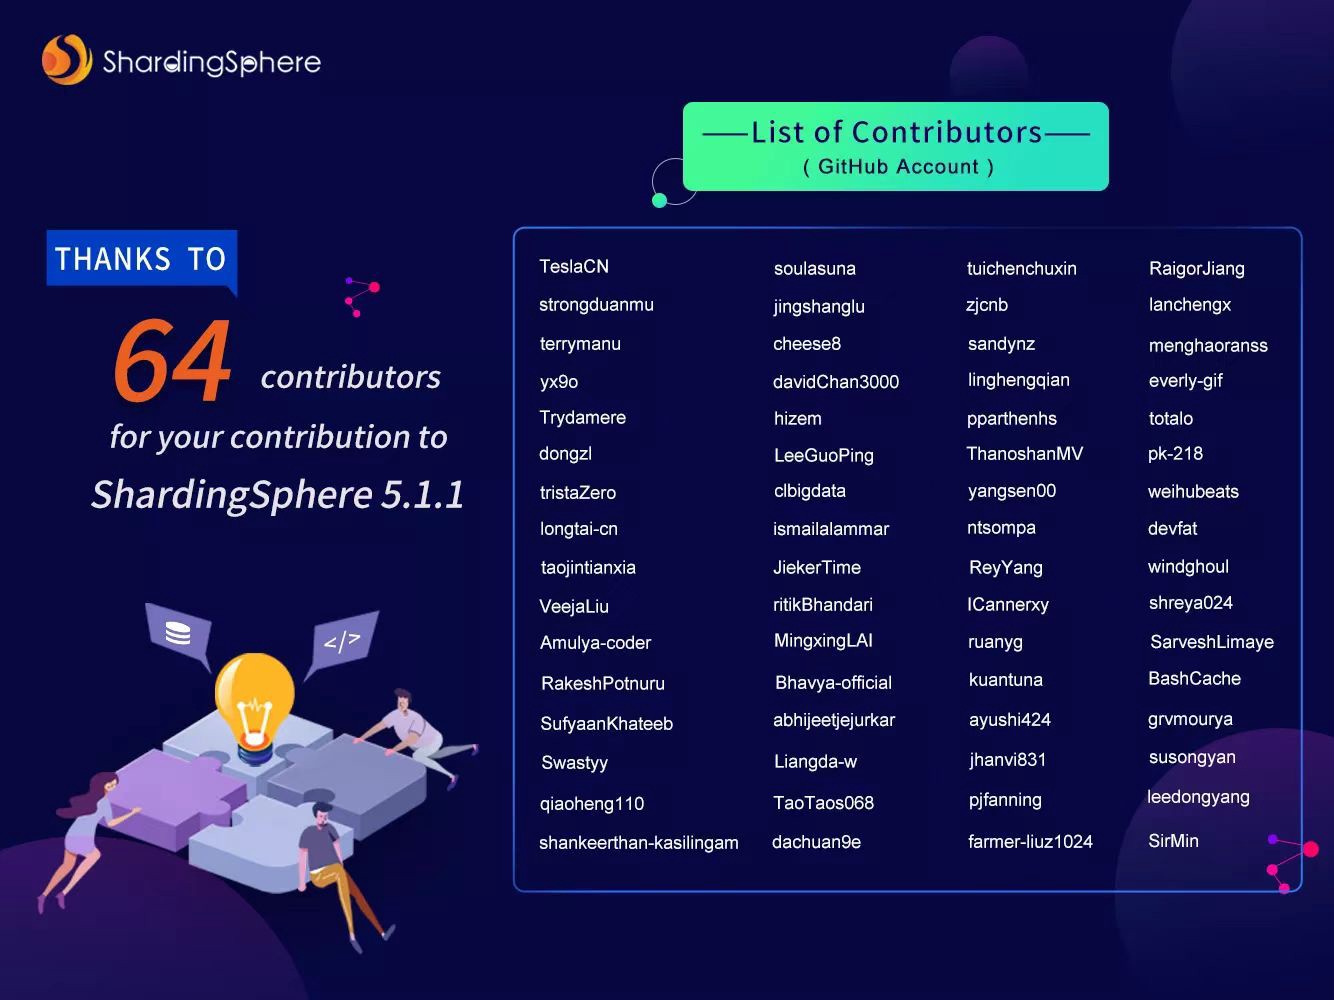 ShardingSphere
List of Contributors
( GitHub Account )
THANKS TO
64 contributors
for your contribution to
ShardingSphere 5.1.1
</>
TeslaCN soulasuna tuichenchuxin RaigorJiang
strongduanmu jingshanglu zjcnb lanchengx
terrymanu cheese8 sandynz menghaoranss
yx9o davidChan3000 linghengqian everly-gif
Trydamere hizem pparthenhs totalo
dongzl LeeGuoPing ThanoshanMV pk-218
tristaZero clbigdata yangsen00 weihubeats
longtai-cn ismailalammar ntsompa devfat
taojintianxia JiekerTime ReyYang windghoul
VeejaLiu ritikBhandari ICannerxy shreya024
Amulya-coder MingxingLAI ruanyg SarveshLimaye
RakeshPotnuru Bhavya-official kuantuna BashCache
SufyaanKhateeb abhijeetjejurkar ayushi424 grvmourya
Swastyy Liangda-w jhanvi831 susongyan
qiaoheng110 TaoTaos068 pjfanning leedongyang
shankeerthan-kasilingam dachuan9e farmer-liuz1024 SirMin